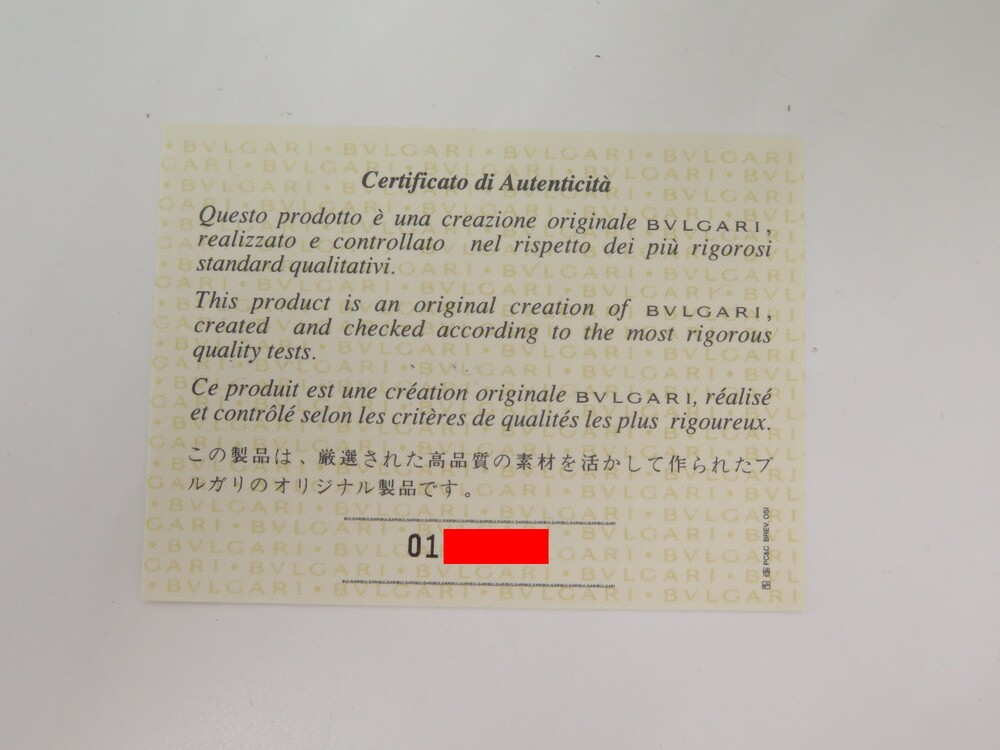 Certificato di Autenticità
Questo prodotto è una creazione originale BVLGARI,
realizzato e controllato nel rispetto dei più rigorosi
standard qualitativi.
This product is an original creation of BVLGARI,
created and checked according to the most rigorous
quality tests.
Ce produit est une création originale BVLGARI, réalisé
et contrôlé selon les critères de qualités les plus rigoureux.
この製品は、厳選された高品質の素材を活かして作られたブ
ルガリのオリジナル製品です。
01
PC&C BREV. OSI